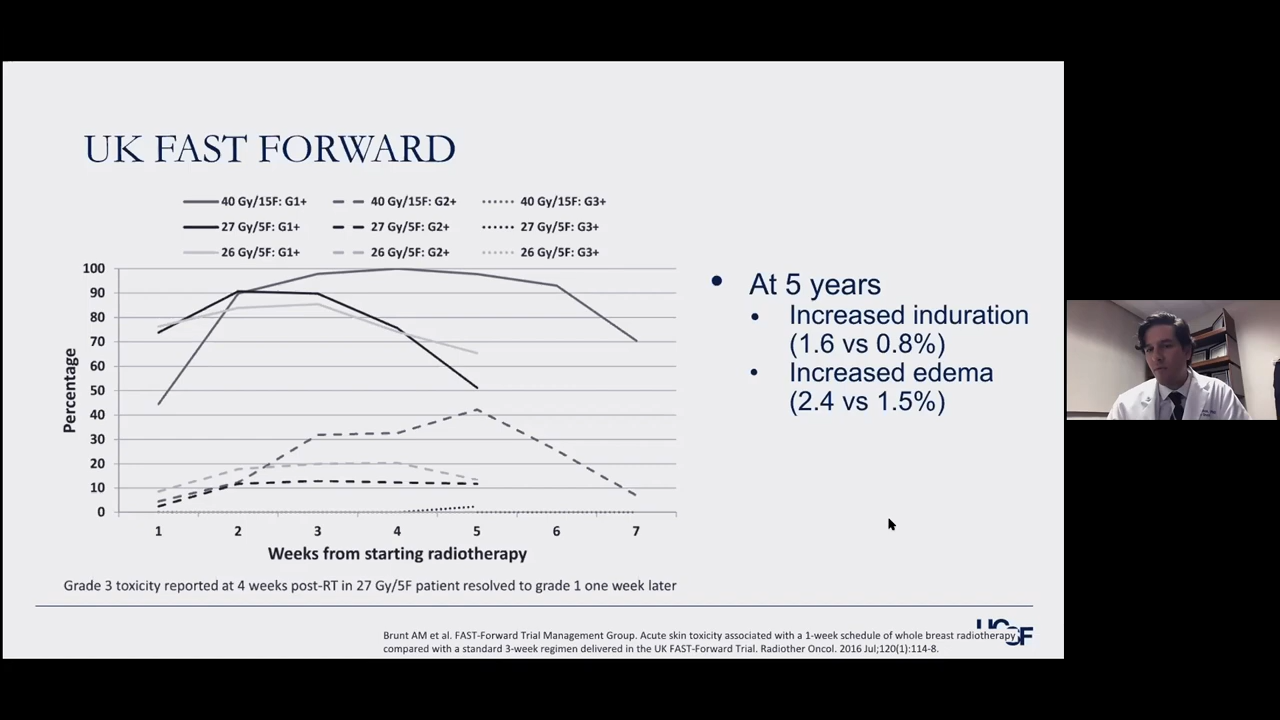 UK FAST FORWARD
40 Gy/15F: G1+ 40 Gy/15F: G2+ 40 Gy/15F: G3+
27 Gy/5F: G1+ 27 Gy/5F: G2+ 27 Gy/5F: G3+
26 Gy/5F: G1+ 26 Gy/5F: G2+ 26 Gy/5F: G3+
100
90
80
70
60
50
40
30
20
10
0
Percentage
1 2 3 4 5 6 7
Weeks from starting radiotherapy
Grade 3 toxicity reported at 4 weeks post-RT in 27 Gy/5F patient resolved to grade 1 one week later
• At 5 years
• Increased induration
(1.6 vs 0.8%)
• Increased edema
(2.4 vs 1.5%)
UCSF
Brunt AM et al. FAST-Forward Trial Management Group. Acute skin toxicity associated with a 1-week schedule of whole breast radiotherapy
compared with a standard 3-week regimen delivered in the UK FAST-Forward Trial. Radiother Oncol. 2016 Jul;120(1):114-8.